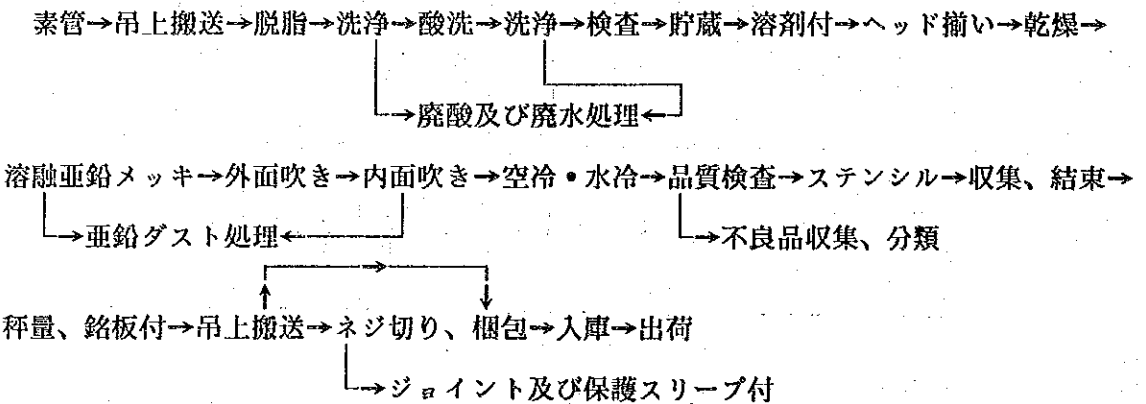 素管→吊上搬送→脱脂→洗浄→酸洗→洗浄→検査→貯蔵→溶剤付→ヘッド揃い→乾燥→
→廃酸及び廃水処理←
溶融亜鉛メッキ→外面吹き→内面吹き→空冷・水冷→品質検査→ステンシル→収集、結束→
→亜鉛ダスト処理←
→不良品収集、分類
秤量、銘板付→吊上搬送→ネジ切り、梱包→入庫→出荷
→ジョイント及び保護スリーブ付